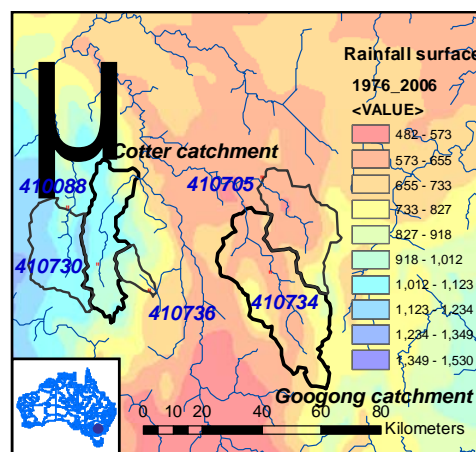 µ
Rainfall surface
1976_2006
<VALUE>
482 - 573
573 - 655
655 - 733
733 - 827
827 - 918
918 - 1,012
1,012 - 1,123
1,123 - 1,234
1,234 - 1,349
1,349 - 1,530
Cotter catchment
410088
410705
410730
410736
410734
Googong catchment
0 10 20 40 60 80
Kilometers